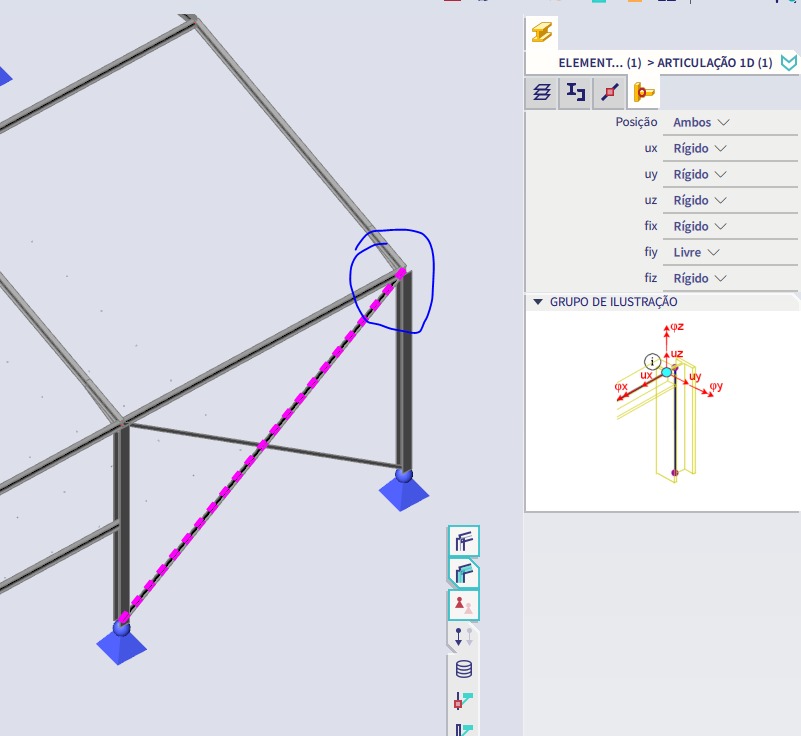 ELEMENT... (1) > ARTICULAÇÃO 1D (1)
Posição Ambos
ux Rígido
uy Rígido
uz Rígido
fix Rígido
fiy Livre
fiz Rígido
GRUPO DE ILUSTRAÇÃO
φz
i uz
ux uy
φx φy